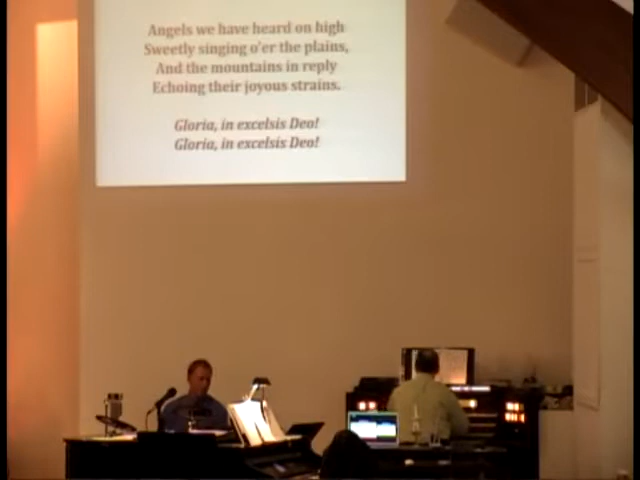 Angels we have heard on high
Sweetly singing o'er the plains,
And the mountains in reply
Echoing their joyous strains.
Gloria, in excelsis Deo!
Gloria, in excelsis Deo!